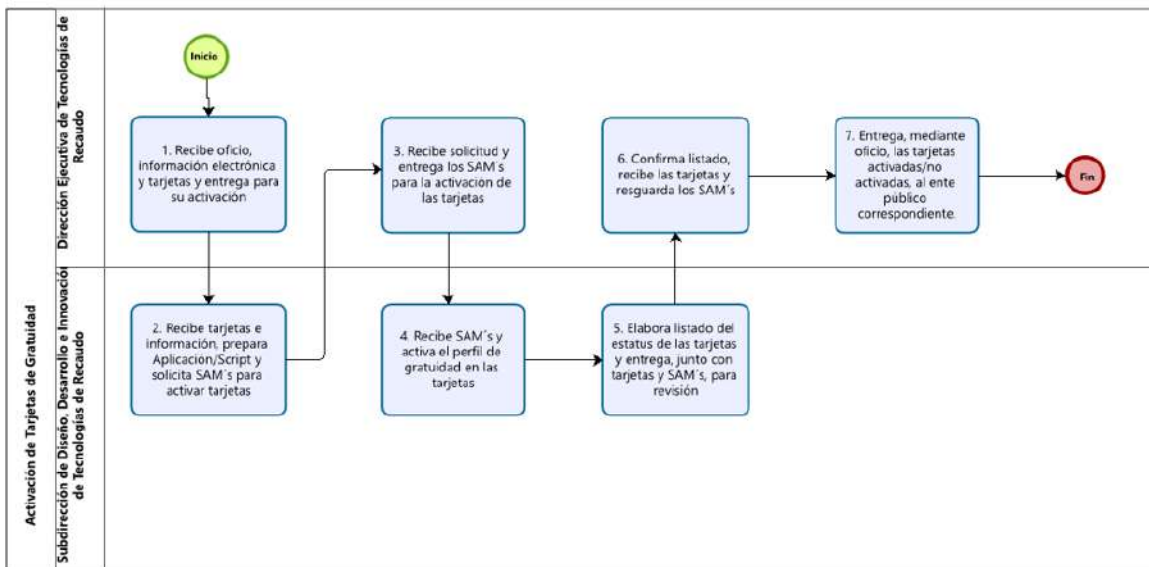 Activación de Tarjetas de Gratuidad
Dirección Ejecutiva de Tecnologías de
Recaudo
Subdirección de Diseño, Desarrollo e Innovación
de Tecnologías de Recaudo
Inicio
1. Recibe oficio,
información electrónica
y tarjetas y entrega para
su activación
3. Recibe solicitud y
entrega los SAM´s
para la activación de
las tarjetas
6. Confirma listado,
recibe las tarjetas y
resguarda los SAM´s
7. Entrega, mediante
oficio, las tarjetas
activadas/no
activadas, al ente
público
correspondiente.
Fin
2. Recibe tarjetas e
información, prepara
Aplicación/Script y
solicita SAM´s para
activar tarjetas
4. Recibe SAM´s y
activa el perfil de
gratuidad en las
tarjetas
5. Elabora listado del
estatus de las tarjetas
y entrega, junto con
tarjetas y SAM´s, para
revisión